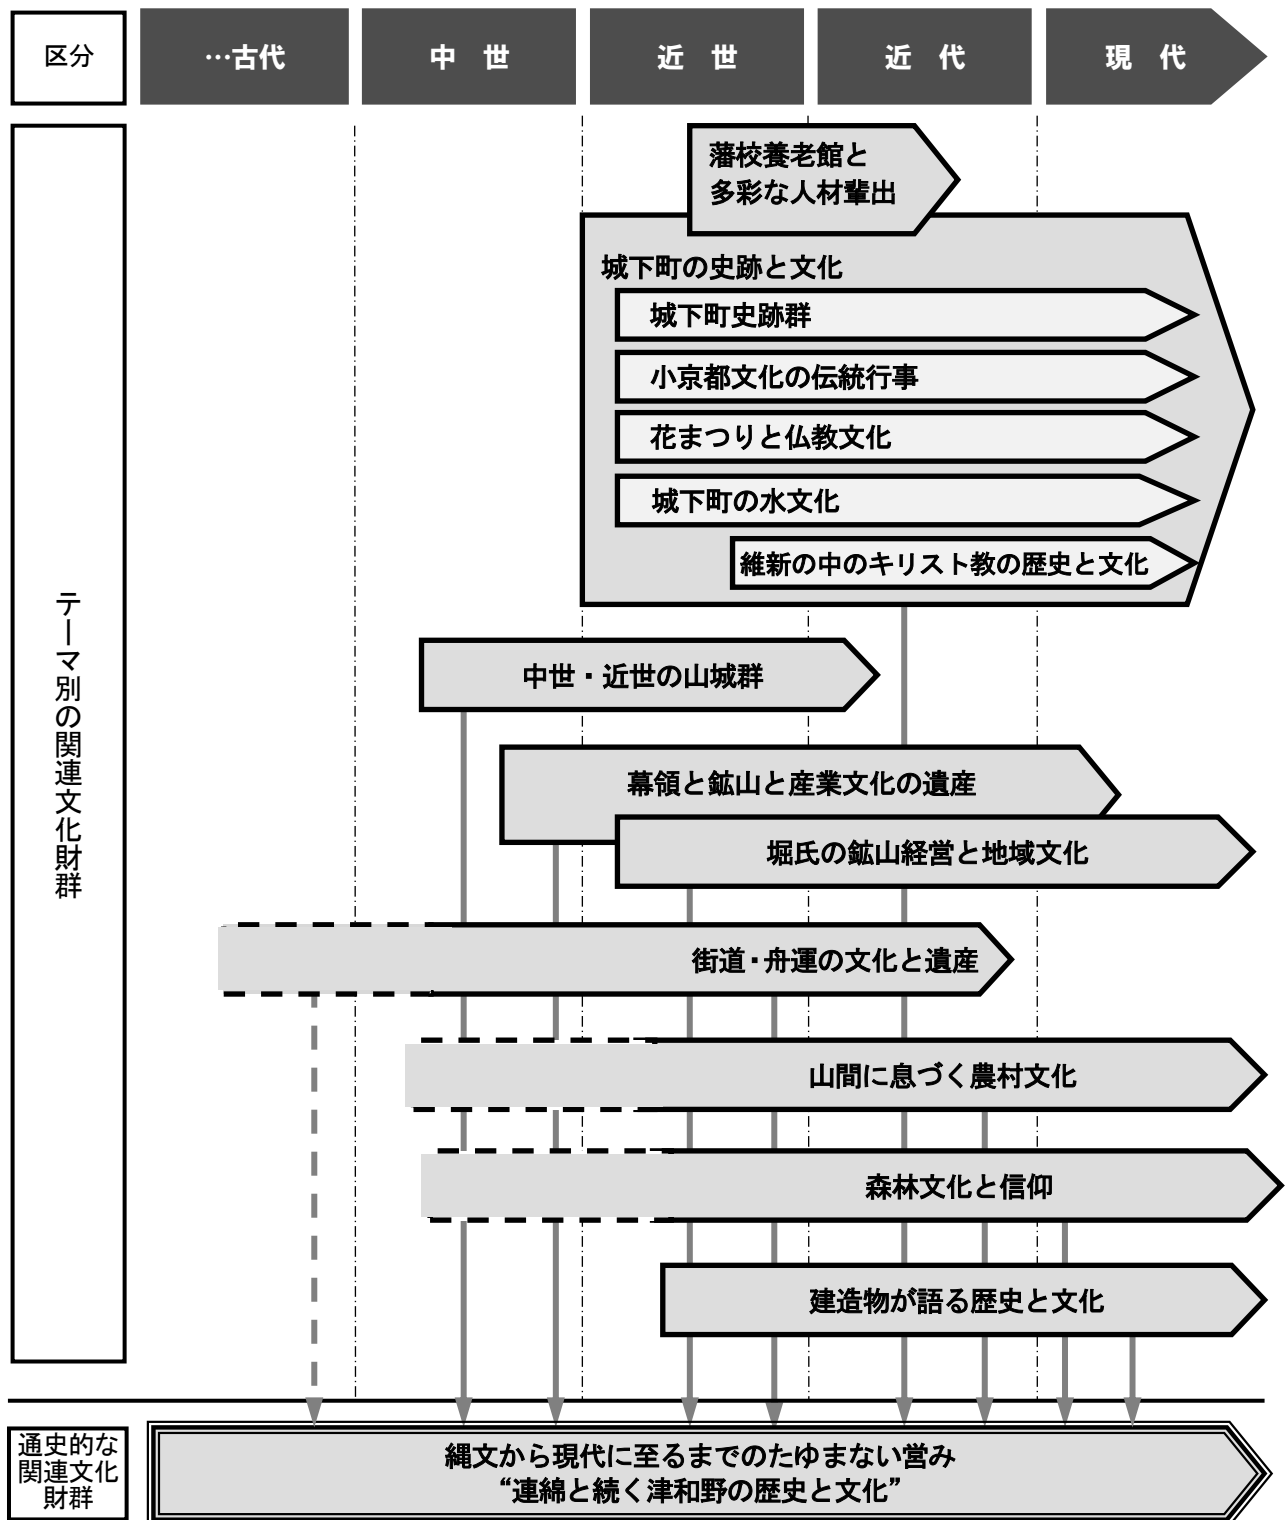 区分
…古代
中　世
近　世
近　代
現　代
テーマ別の関連文化財群
藩校養老館と
多彩な人材輩出
城下町の史跡と文化
城下町史跡群
小京都文化の伝統行事
花まつりと仏教文化
城下町の水文化
維新の中のキリスト教の歴史と文化
中世・近世の山城群
幕領と鉱山と産業文化の遺産
堀氏の鉱山経営と地域文化
街道・舟運の文化と遺産
山間に息づく農村文化
森林文化と信仰
建造物が語る歴史と文化
通史的な
関連文化
財群
縄文から現代に至るまでのたゆまない営み
“連綿と続く津和野の歴史と文化”